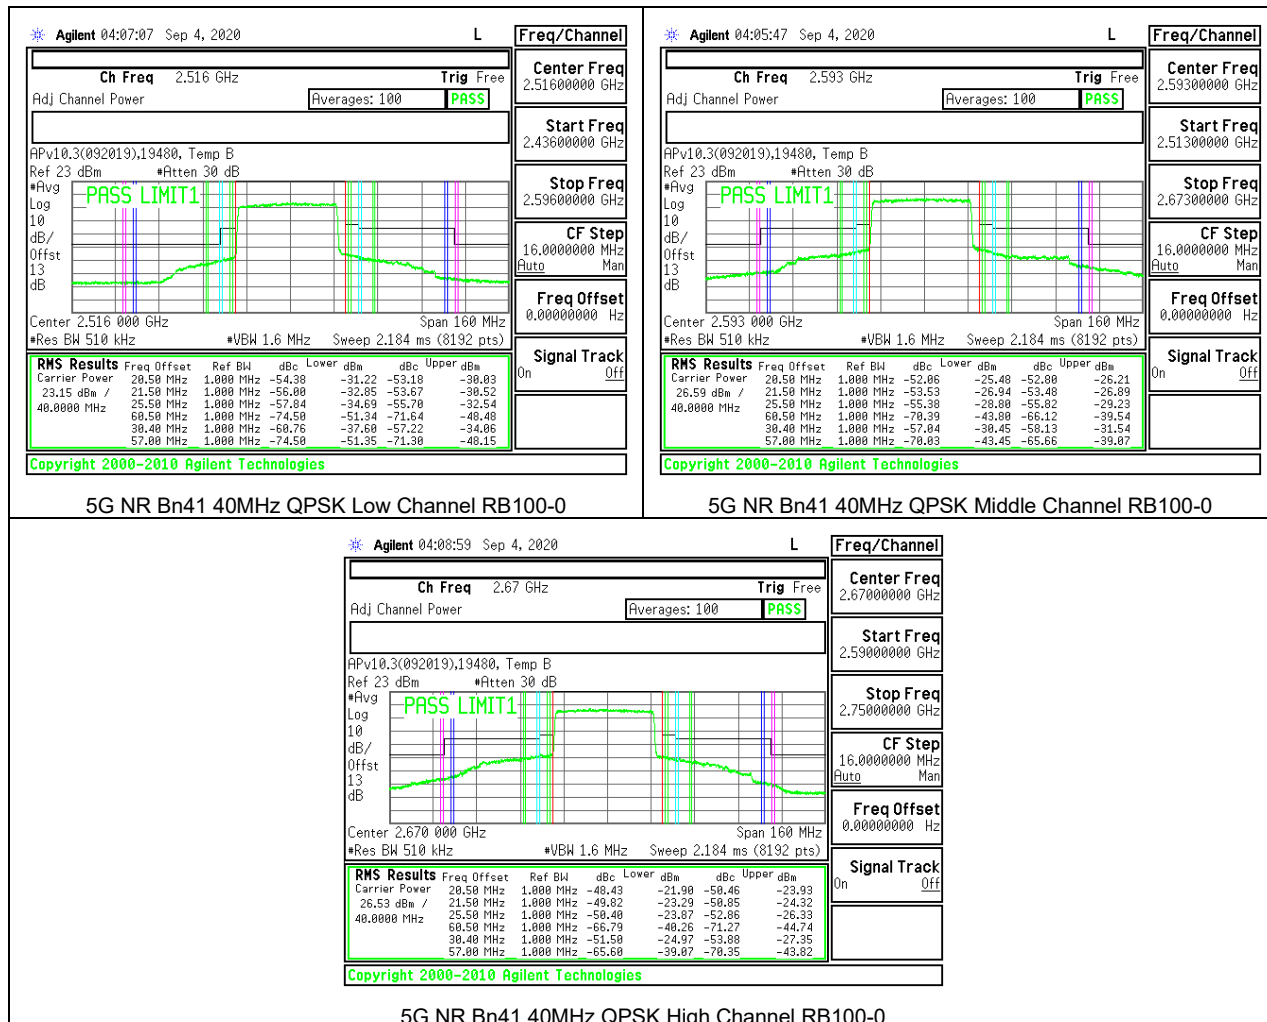 Agilent 04:07:07 Sep 4, 2020 L Freq/Channel
Ch Freq 2.516 GHz Trig Free
Adj Channel Power Averages: 100 PASS
APv10.3(092019),19480, Temp B
Ref 23 dBm #Atten 30 dB
#Avg
Log
10
dB/
Offst
13
dB
PASS LIMIT1
Center 2.516 000 GHz Span 160 MHz
#Res BW 510 kHz #VBW 1.6 MHz Sweep 2.184 ms (8192 pts)
RMS Results Freq Offset Ref BW dBc Lower dBm dBc Upper dBm
Carrier Power 20.50 MHz 1.000 MHz -54.38 -31.22 -53.18 -30.03
23.15 dBm / 21.50 MHz 1.000 MHz -56.00 -32.85 -53.67 -30.52
40.0000 MHz 25.50 MHz 1.000 MHz -57.84 -34.69 -55.70 -32.54
60.50 MHz 1.000 MHz -74.50 -51.34 -71.64 -48.48
30.40 MHz 1.000 MHz -60.76 -37.60 -57.22 -34.06
57.00 MHz 1.000 MHz -74.50 -51.35 -71.30 -48.15
Copyright 2000-2010 Agilent Technologies
Center Freq
2.51600000 GHz
Start Freq
2.43600000 GHz
Stop Freq
2.59600000 GHz
CF Step
16.0000000 MHz
Auto Man
Freq Offset
0.00000000 Hz
Signal Track
On Off
5G NR Bn41 40MHz QPSK Low Channel RB100-0
Agilent 04:05:47 Sep 4, 2020 L Freq/Channel
Ch Freq 2.593 GHz Trig Free
Adj Channel Power Averages: 100 PASS
APv10.3(092019),19480, Temp B
Ref 23 dBm #Atten 30 dB
#Avg
Log
10
dB/
Offst
13
dB
PASS LIMIT1
Center 2.593 000 GHz Span 160 MHz
#Res BW 510 kHz #VBW 1.6 MHz Sweep 2.184 ms (8192 pts)
RMS Results Freq Offset Ref BW dBc Lower dBm dBc Upper dBm
Carrier Power 20.50 MHz 1.000 MHz -52.06 -25.48 -52.80 -26.21
26.59 dBm / 21.50 MHz 1.000 MHz -53.53 -26.94 -53.48 -26.89
40.0000 MHz 25.50 MHz 1.000 MHz -55.38 -28.80 -55.82 -29.23
60.50 MHz 1.000 MHz -70.39 -43.80 -66.12 -39.54
30.40 MHz 1.000 MHz -57.04 -30.45 -58.13 -31.54
57.00 MHz 1.000 MHz -70.03 -43.45 -65.66 -39.07
Copyright 2000-2010 Agilent Technologies
Center Freq
2.59300000 GHz
Start Freq
2.51300000 GHz
Stop Freq
2.67300000 GHz
CF Step
16.0000000 MHz
Auto Man
Freq Offset
0.00000000 Hz
Signal Track
On Off
5G NR Bn41 40MHz QPSK Middle Channel RB100-0
Agilent 04:08:59 Sep 4, 2020 L Freq/Channel
Ch Freq 2.67 GHz Trig Free
Adj Channel Power Averages: 100 PASS
APv10.3(092019),19480, Temp B
Ref 23 dBm #Atten 30 dB
#Avg
Log
10
dB/
Offst
13
dB
PASS LIMIT1
Center 2.670 000 GHz Span 160 MHz
#Res BW 510 kHz #VBW 1.6 MHz Sweep 2.184 ms (8192 pts)
RMS Results Freq Offset Ref BW dBc Lower dBm dBc Upper dBm
Carrier Power 20.50 MHz 1.000 MHz -48.43 -21.90 -50.46 -23.93
26.53 dBm / 21.50 MHz 1.000 MHz -49.82 -23.29 -50.85 -24.32
40.0000 MHz 25.50 MHz 1.000 MHz -50.40 -23.87 -52.86 -26.33
60.50 MHz 1.000 MHz -66.79 -40.26 -71.27 -44.74
30.40 MHz 1.000 MHz -51.50 -24.97 -53.88 -27.35
57.00 MHz 1.000 MHz -65.60 -39.07 -70.35 -43.82
Copyright 2000-2010 Agilent Technologies
Center Freq
2.67000000 GHz
Start Freq
2.59000000 GHz
Stop Freq
2.75000000 GHz
CF Step
16.0000000 MHz
Auto Man
Freq Offset
0.00000000 Hz
Signal Track
On Off
5G NR Bn41 40MHz QPSK High Channel RB100-0